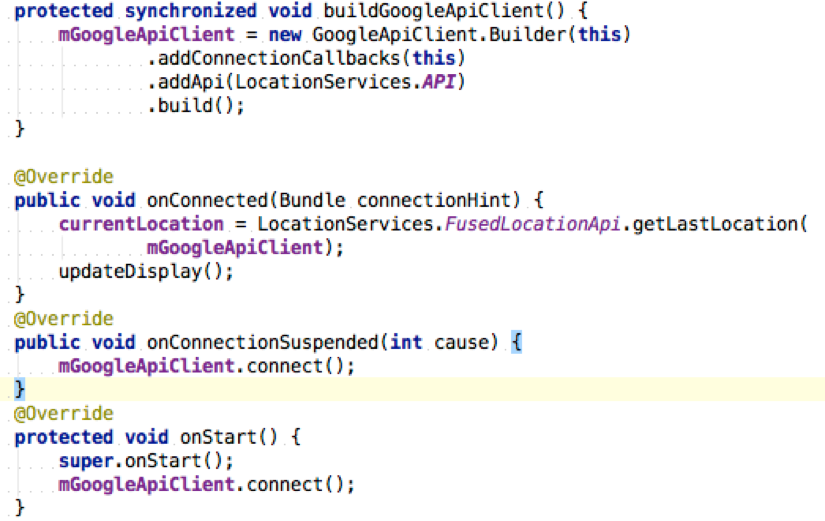 protected synchronized void buildGoogleApiClient() {
    mGoogleApiClient = new GoogleApiClient.Builder(this)
            .addConnectionCallbacks(this)
            .addApi(LocationServices.API)
            .build();
}

@Override
public void onConnected(Bundle connectionHint) {
    currentLocation = LocationServices.FusedLocationApi.getLastLocation(
            mGoogleApiClient);
    updateDisplay();
}
@Override
public void onConnectionSuspended(int cause) {
    mGoogleApiClient.connect();
}
@Override
protected void onStart() {
    super.onStart();
    mGoogleApiClient.connect();
}